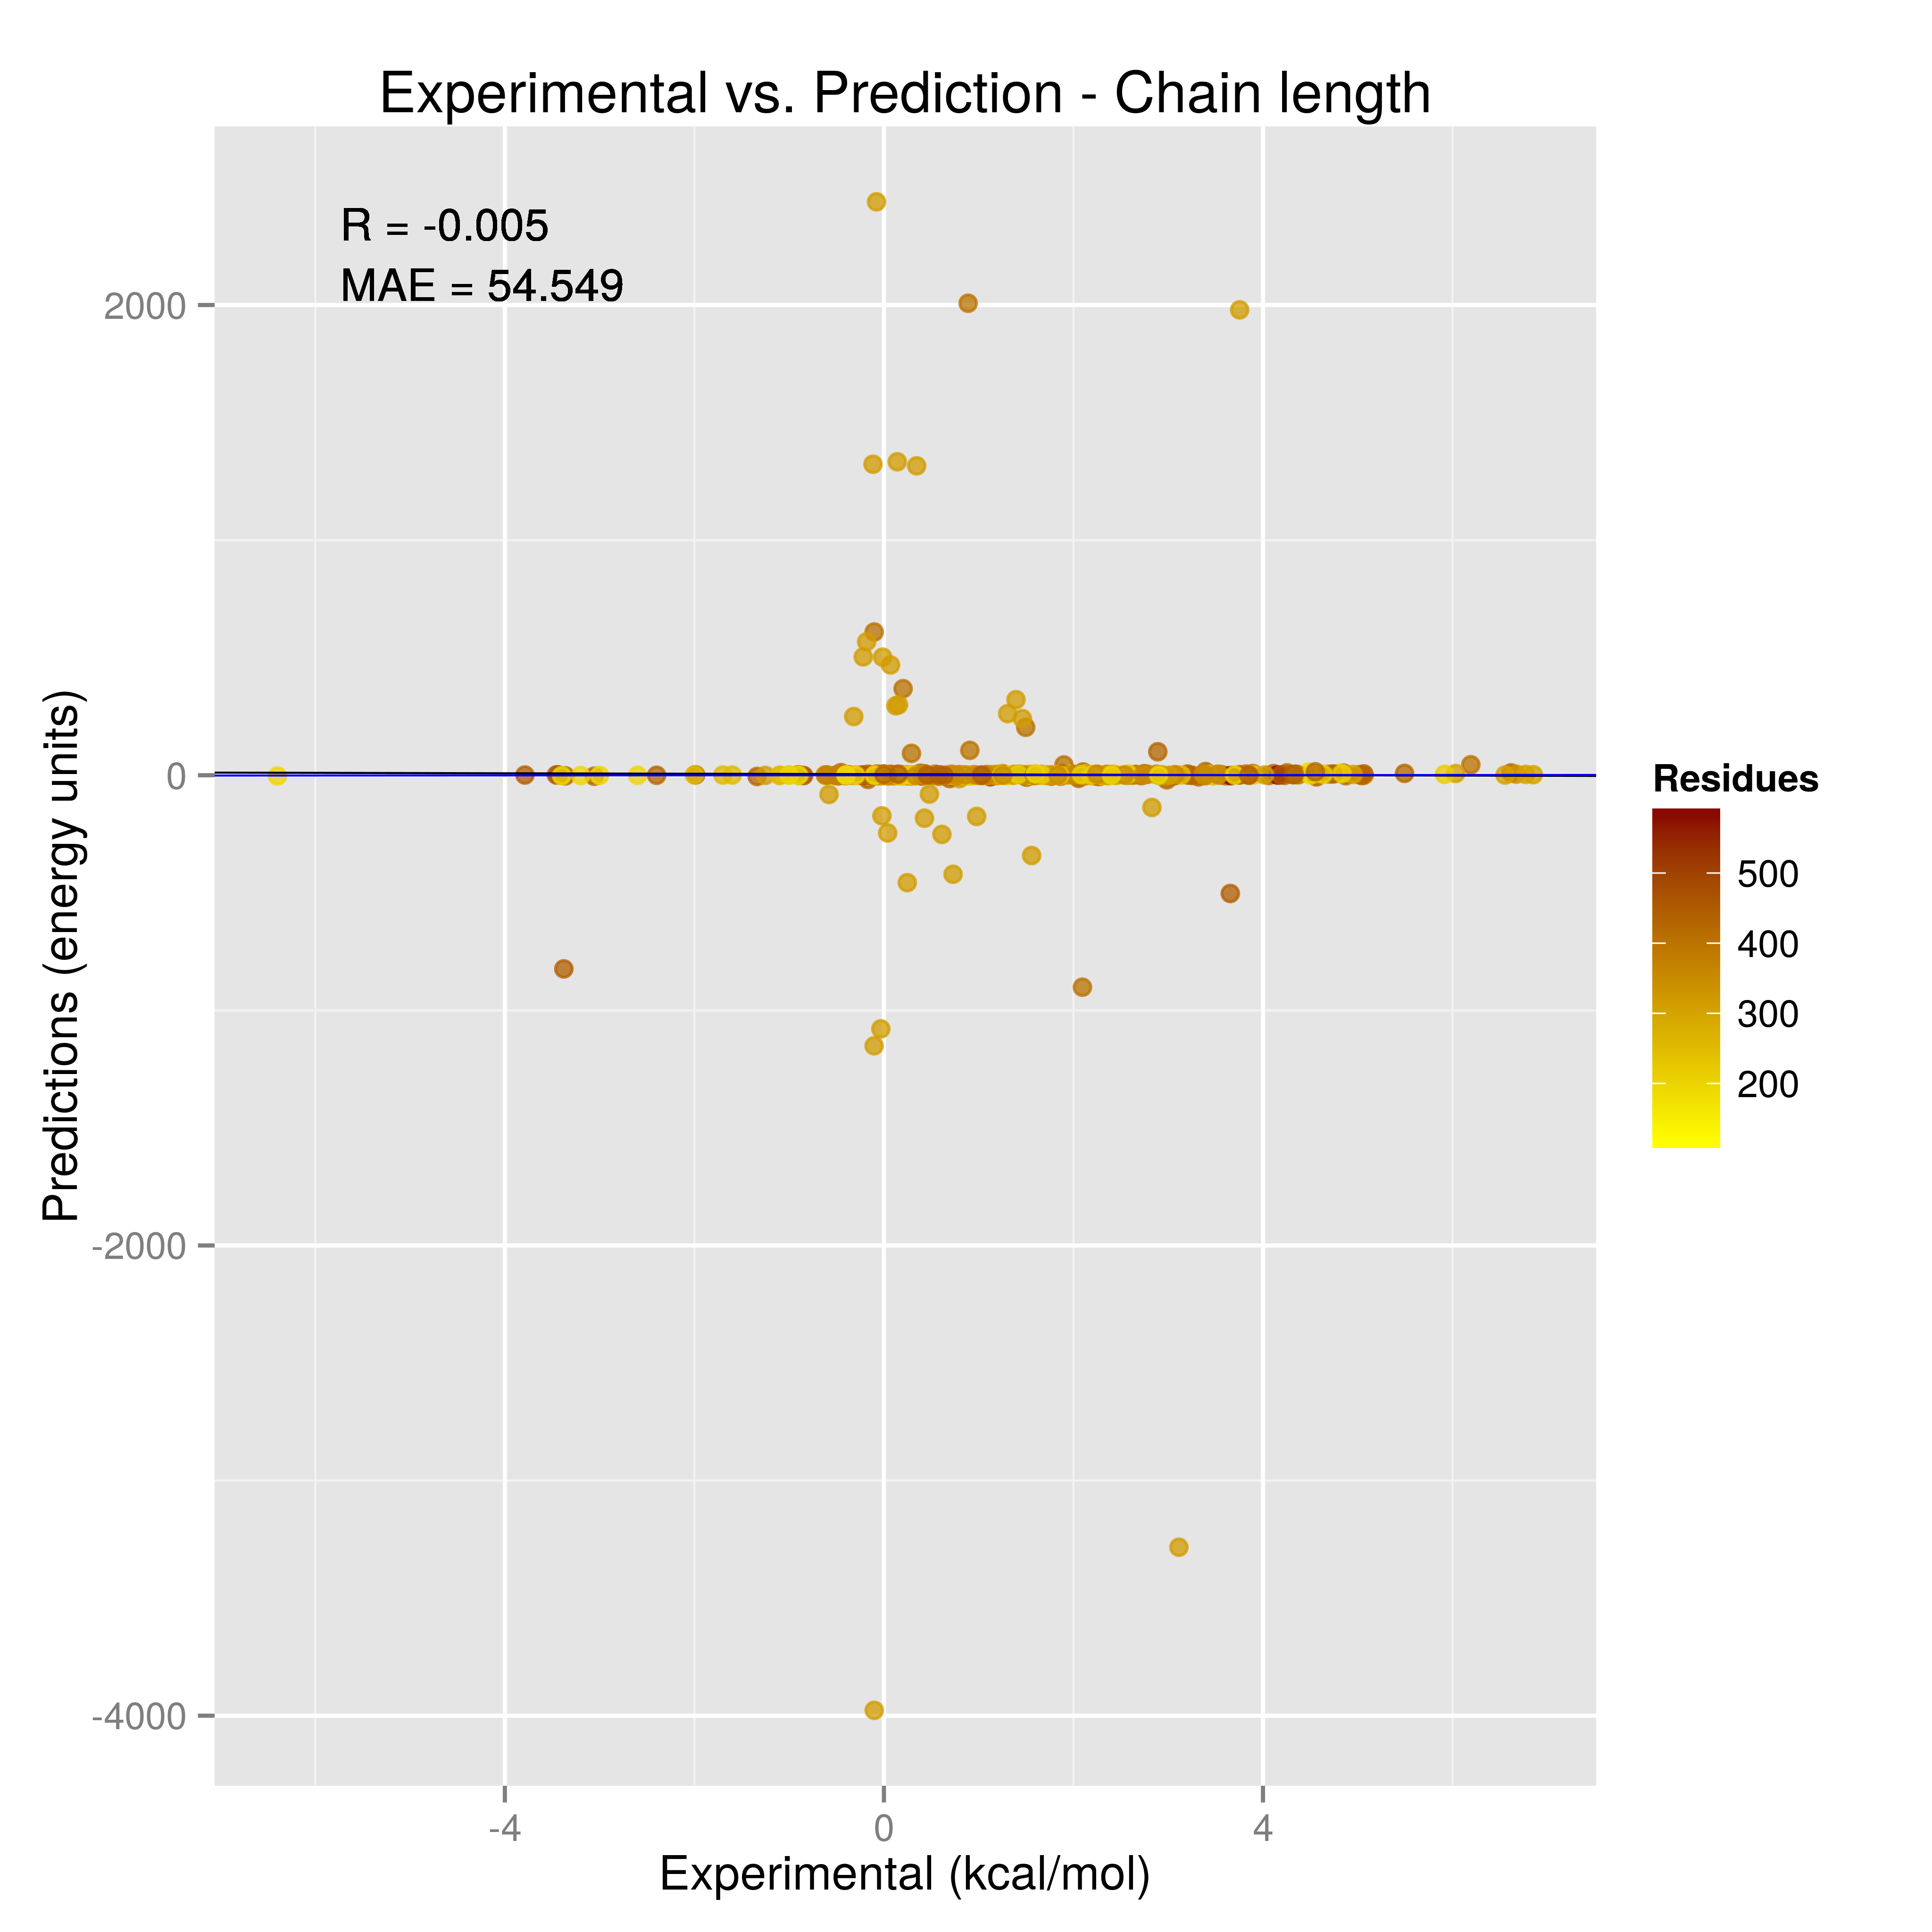 Experimental vs. Prediction - Chain length
R = -0.005
MAE = 54.549
2000
0
-2000
-4000
Predictions (energy units)
-4
0
4
Experimental (kcal/mol)
Residues
500
400
300
200